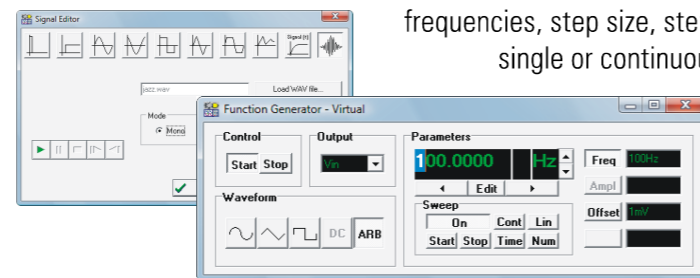 frequencies, step size, ste
single or continuou
Signal Editor
Signal (t)
jazz.wav
Load WAV file...
Mode
Mono
Function Generator - Virtual
Control
Output
Parameters
Start Stop
Vin
100.0000 Hz
Freq 100Hz
Edit
Ampl
Waveform
Sweep
Offset 1mV
On Cont Lin
DC ARB
Start Stop Time Num